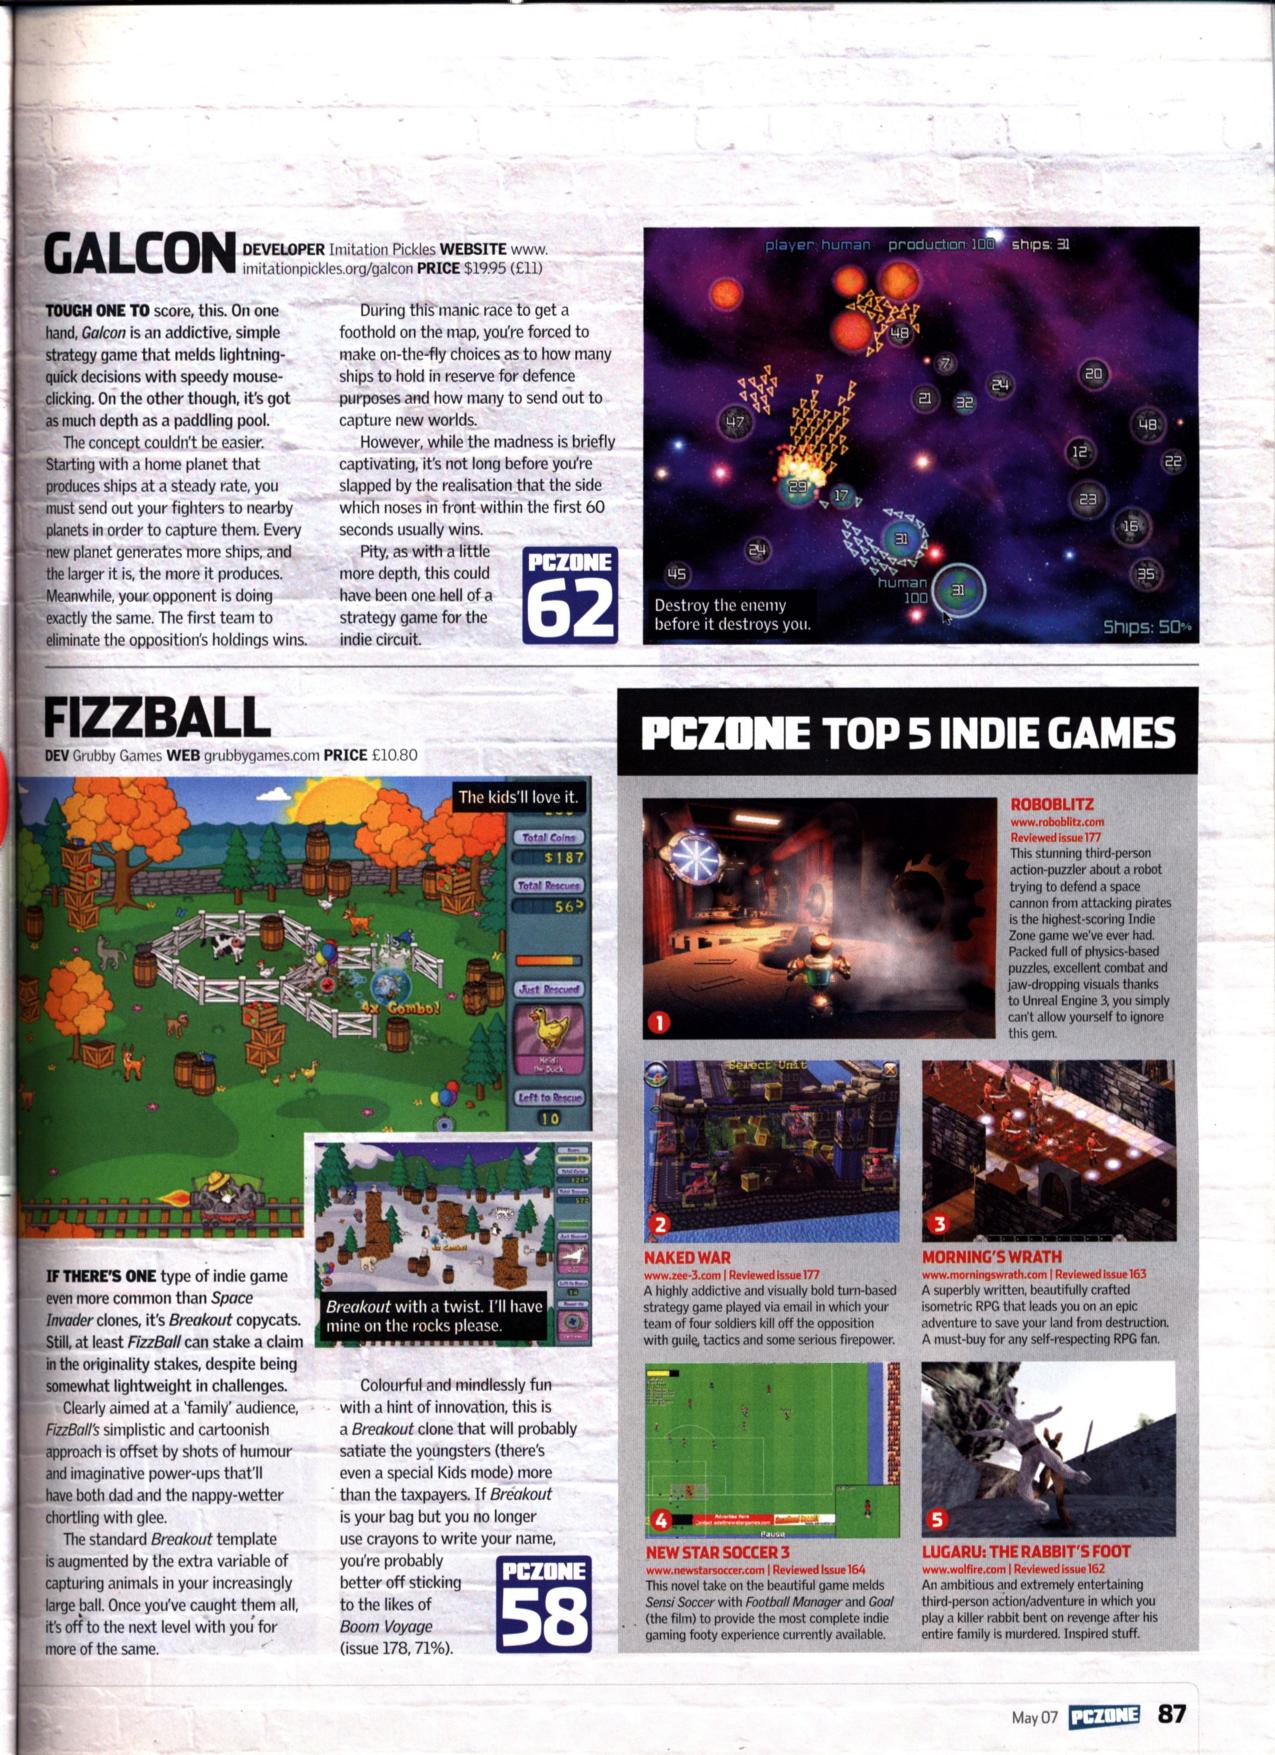 GALCON
DEVELOPER Imitation Pickles WEBSITE www.
imitationpickles.org/galcon PRICE $19.95 (£11)
TOUGH ONE TO score, this. On one
hand, Galcon is an addictive, simple
strategy game that melds lightning-
quick decisions with speedy mouse-
clicking. On the other though, it's got
as much depth as a paddling pool.
The concept couldn't be easier.
Starting with a home planet that
produces ships at a steady rate, you
must send out your fighters to nearby
planets in order to capture them. Every
new planet generates more ships, and
the larger it is, the more it produces.
Meanwhile, your opponent is doing
exactly the same. The first team to
eliminate the opposition's holdings wins.
During this manic race to get a
foothold on the map, you're forced to
make on-the-fly choices as to how many
ships to hold in reserve for defence
purposes and how many to send out to
capture new worlds.
However, while the madness is briefly
captivating, it's not long before you're
slapped by the realisation that the side
which noses in front within the first 60
seconds usually wins.
Pity, as with a little
more depth, this could
have been one hell of a
strategy game for the
indie circuit.
PCZONE
62
player: human production: 100 ships: 31
48
7
20
24
21
32
47
48
12
22
29
17
23
16
31
24
45
35
human
100
31
Destroy the enemy
before it destroys you.
Ships: 50%
FIZZBALL
DEV Grubby Games WEB grubbygames.com PRICE £10.80
The kids'll love it.
Total Coins
$187
Total Rescues
565
4x Combo!
Just Rescued
Heidi
the Duck
Left to Rescue
10
Breakout with a twist. I'll have
mine on the rocks please.
IF THERE'S ONE type of indie game
even more common than Space
Invader clones, it's Breakout copycats.
Still, at least FizzBall can stake a claim
in the originality stakes, despite being
somewhat lightweight in challenges.
Clearly aimed at a 'family' audience,
FizzBall's simplistic and cartoonish
approach is offset by shots of humour
and imaginative power-ups that'll
have both dad and the nappy-wetter
chortling with glee.
The standard Breakout template
is augmented by the extra variable of
capturing animals in your increasingly
large ball. Once you've caught them all,
it's off to the next level with you for
more of the same.
Colourful and mindlessly fun
with a hint of innovation, this is
a Breakout clone that will probably
satiate the youngsters (there's
even a special Kids mode) more
than the taxpayers. If Breakout
is your bag but you no longer
use crayons to write your name,
you're probably
better off sticking
to the likes of
Boom Voyage
(issue 178, 71%).
PCZONE
58
PCZONE TOP 5 INDIE GAMES
1
ROBOBLITZ
www.roboblitz.com
Reviewed issue 177
This stunning third-person
action-puzzler about a robot
trying to defend a space
cannon from attacking pirates
is the highest-scoring Indie
Zone game we've ever had.
Packed full of physics-based
puzzles, excellent combat and
jaw-dropping visuals thanks
to Unreal Engine 3, you simply
can't allow yourself to ignore
this gem.
Select Unit
2
NAKED WAR
www.zee-3.com | Reviewed issue 177
A highly addictive and visually bold turn-based
strategy game played via email in which your
team of four soldiers kill off the opposition
with guile, tactics and some serious firepower.
3
MORNING'S WRATH
www.morningswrath.com | Reviewed issue 163
A superbly written, beautifully crafted
isometric RPG that leads you on an epic
adventure to save your land from destruction.
A must-buy for any self-respecting RPG fan.
4
Pause
NEW STAR SOCCER 3
www.newstarsoccer.com | Reviewed issue 164
This novel take on the beautiful game melds
Sensi Soccer with Football Manager and Goal
(the film) to provide the most complete indie
gaming footy experience currently available.
5
LUGARU: THE RABBIT'S FOOT
www.wolfire.com | Reviewed issue 162
An ambitious and extremely entertaining
third-person action/adventure in which you
play a killer rabbit bent on revenge after his
entire family is murdered. Inspired stuff.
May 07 PCZONE 87